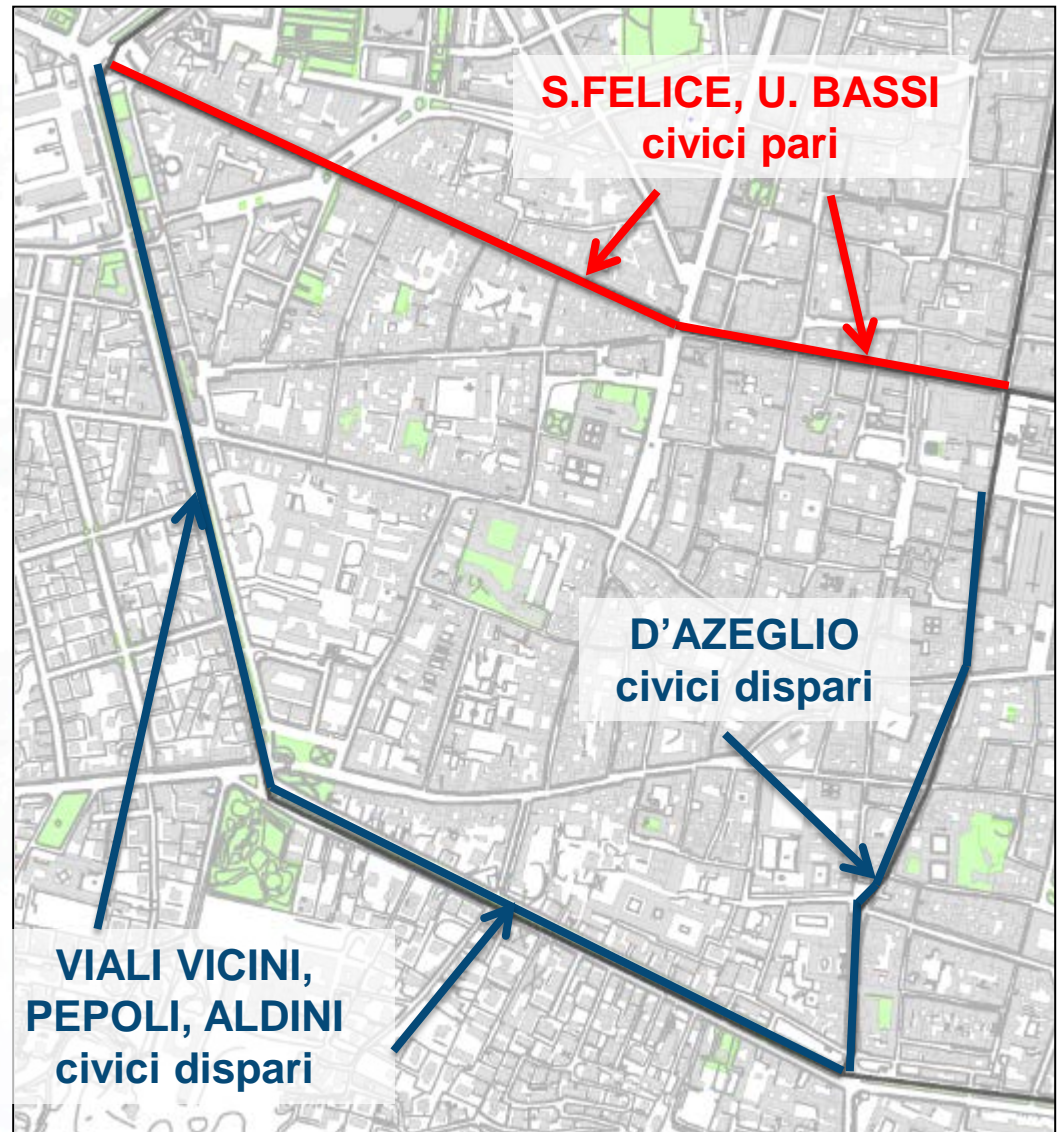 S.FELICE, U. BASSI
civici pari
D’AZEGLIO
civici dispari
VIALI VICINI,
PEPOLI, ALDINI
civici dispari